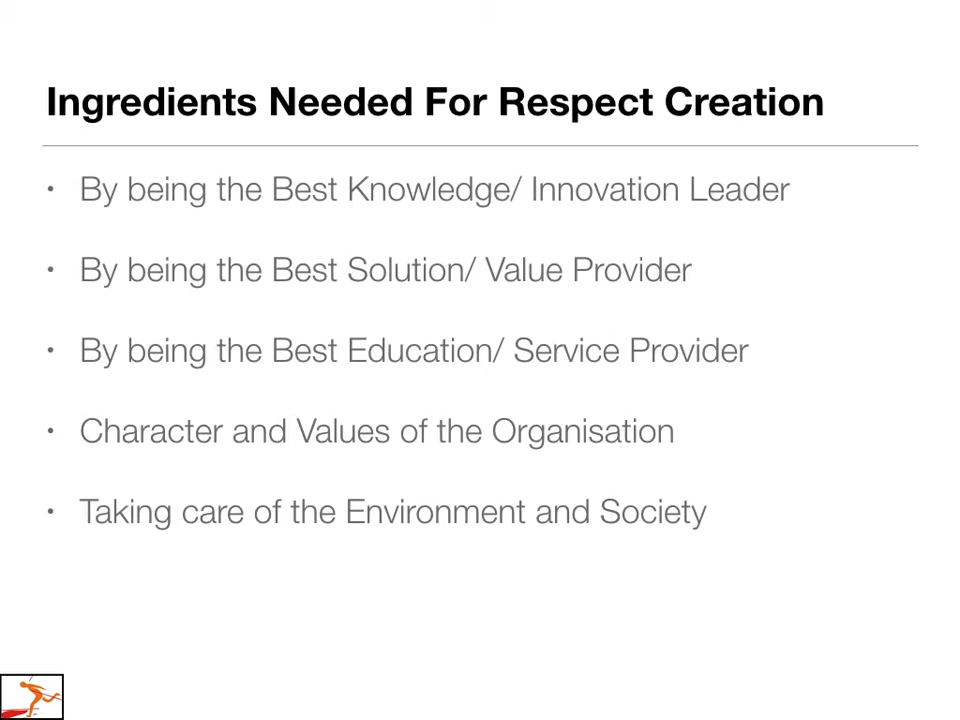 Ingredients Needed For Respect Creation
• By being the Best Knowledge/ Innovation Leader
• By being the Best Solution/ Value Provider
• By being the Best Education/ Service Provider
• Character and Values of the Organisation
• Taking care of the Environment and Society